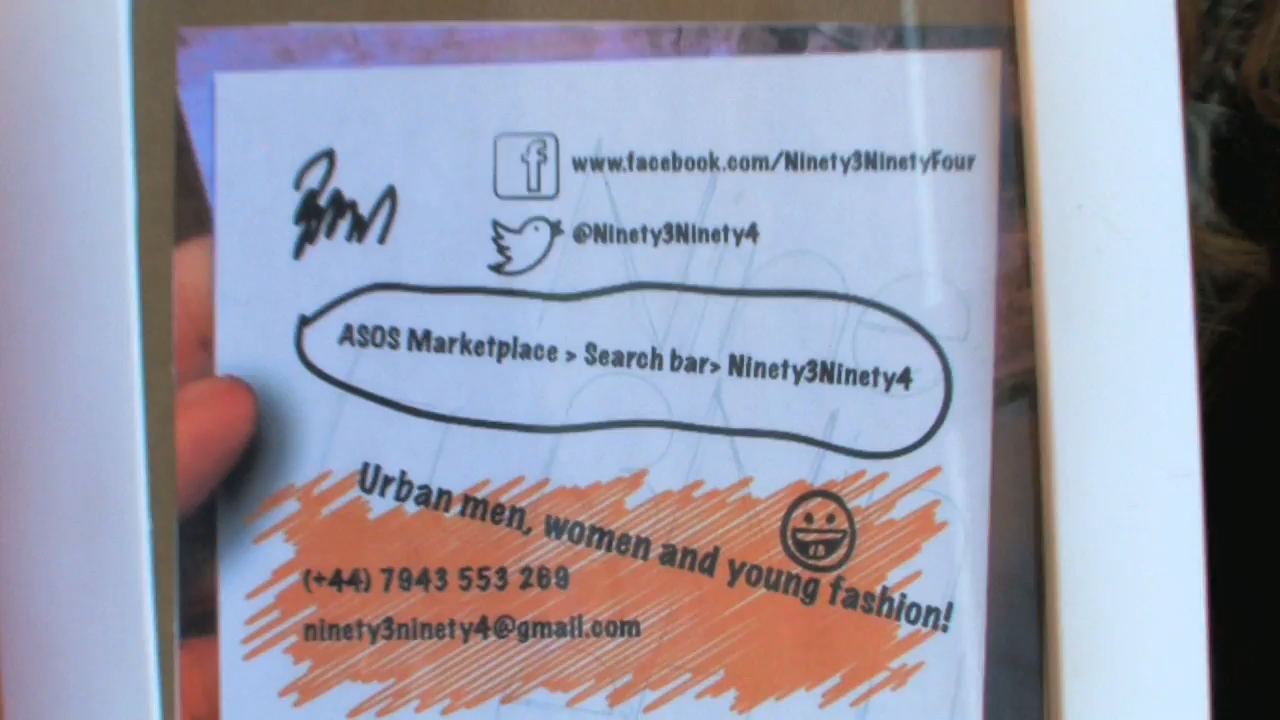 www.facebook.com/Ninety3NinetyFour
@Ninety3Ninety4
ASOS Marketplace > Search bar> Ninety3Ninety4
Urban men, women and young fashion!
(+44) 7943 553 269
ninety3ninety4@gmail.com